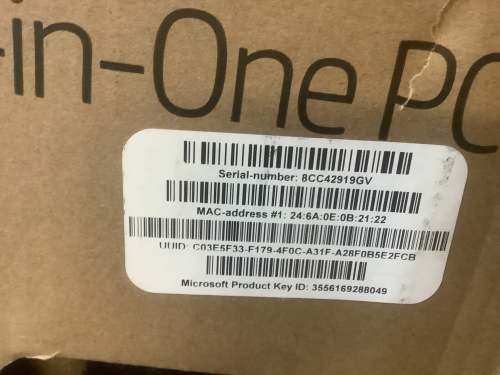 -in-One PC
Serial-number: 8CC42919GV
MAC-address #1: 24:6A:0E:0B:21:22
UUID: C03E5F33-F179-4F0C-A31F-A28F0B5E2FCB
Microsoft Product Key ID: 3556169288049